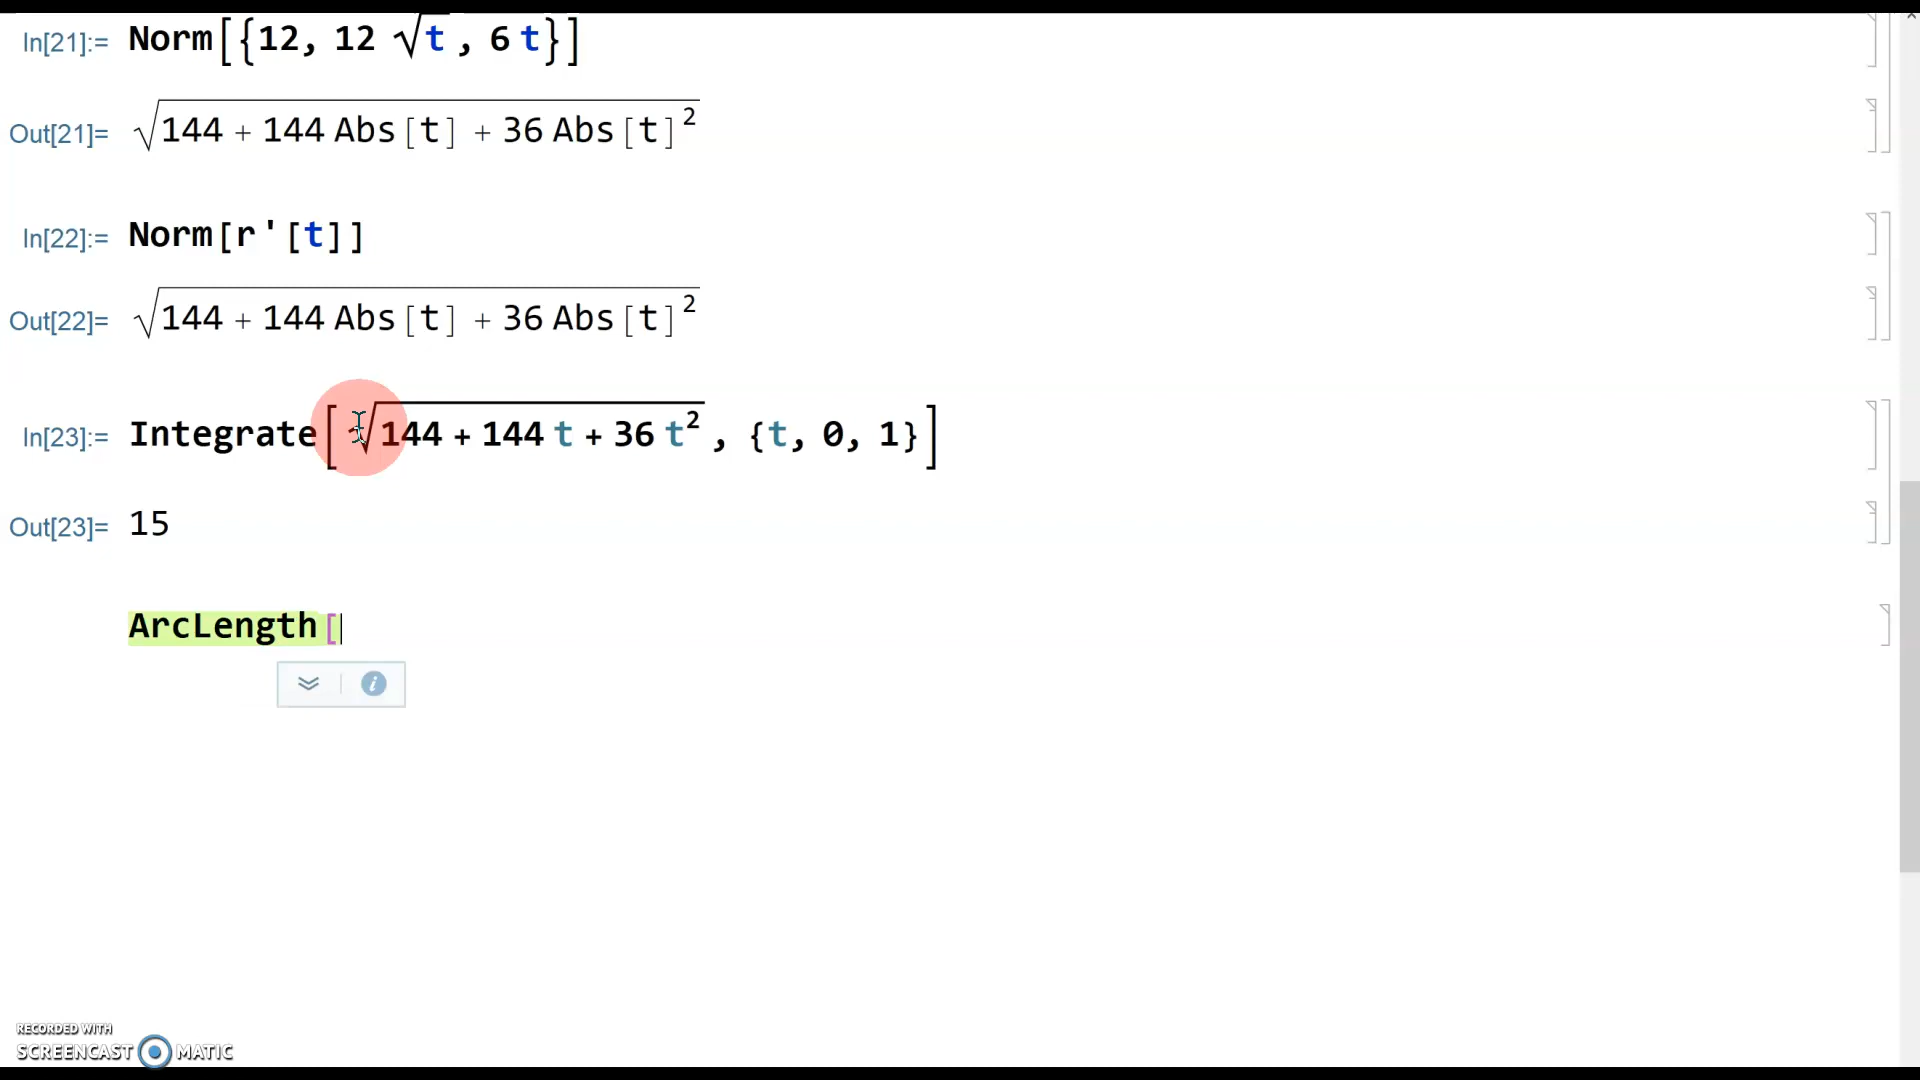 In[21]:= Norm[{12, 12 √t, 6 t}]
Out[21]= √144 + 144 Abs[t] + 36 Abs[t]²
In[22]:= Norm[r'[t]]
Out[22]= √144 + 144 Abs[t] + 36 Abs[t]²
In[23]:= Integrate[√144 + 144 t + 36 t², {t, 0, 1}]
Out[23]= 15
ArcLength[
RECORDED WITH
SCREENCAST MATIC